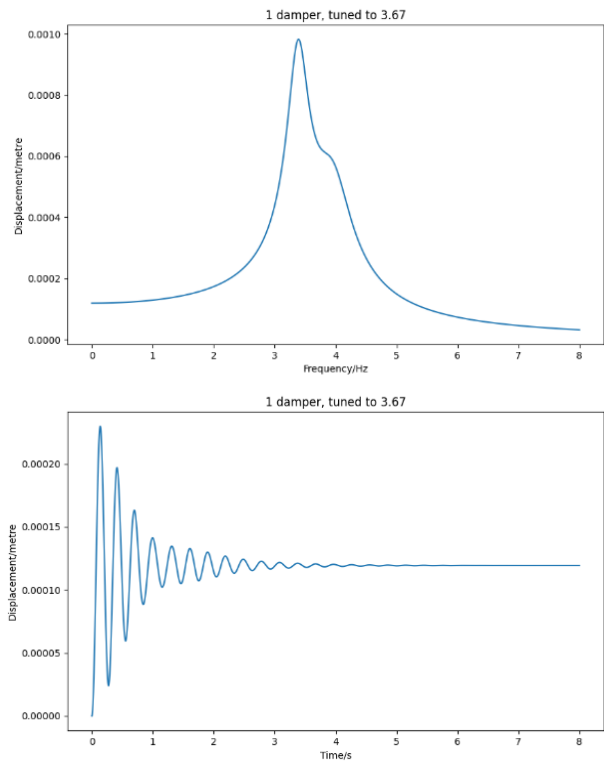 1 damper, tuned to 3.67
Displacement/metre
0.0010
0.0008
0.0006
0.0004
0.0002
0.0000
0 1 2 3 4 5 6 7 8
Frequency/Hz
1 damper, tuned to 3.67
Displacement/metre
0.00020
0.00015
0.00010
0.00005
0.00000
0 1 2 3 4 5 6 7 8
Time/s